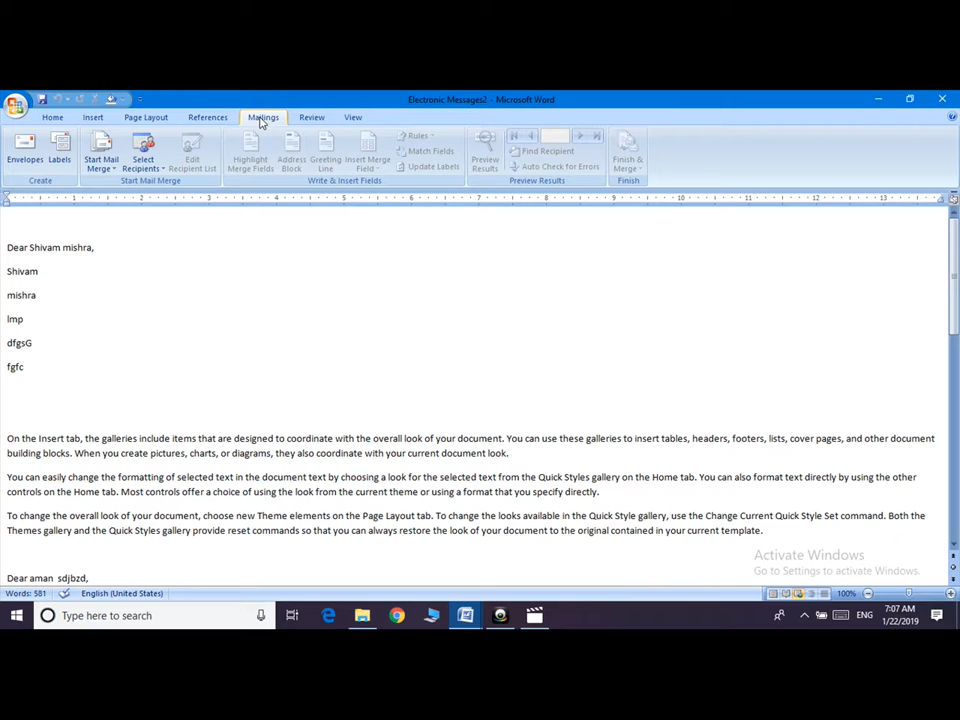 Electronic Messages2 - Microsoft Word
Home Insert Page Layout References Mailings Review View
Envelopes Labels
Create
Start Mail Merge Select Recipients Edit Recipient List
Start Mail Merge
Highlight Merge Fields Address Block Greeting Line Insert Merge Field
Rules
Match Fields
Update Labels
Write & Insert Fields
Preview Results
Find Recipient
Auto Check for Errors
Preview Results
Finish & Merge
Finish
1 2 3 4 5 6 7 8 9 10 11 12 13
Dear Shivam mishra,
Shivam
mishra
lmp
dfgsG
fgfc
On the Insert tab, the galleries include items that are designed to coordinate with the overall look of your document. You can use these galleries to insert tables, headers, footers, lists, cover pages, and other document
building blocks. When you create pictures, charts, or diagrams, they also coordinate with your current document look.
You can easily change the formatting of selected text in the document text by choosing a look for the selected text from the Quick Styles gallery on the Home tab. You can also format text directly by using the other
controls on the Home tab. Most controls offer a choice of using the look from the current theme or using a format that you specify directly.
To change the overall look of your document, choose new Theme elements on the Page Layout tab. To change the looks available in the Quick Style gallery, use the Change Current Quick Style Set command. Both the
Themes gallery and the Quick Styles gallery provide reset commands so that you can always restore the look of your document to the original contained in your current template.
Activate Windows
Go to Settings to activate Windows.
Dear aman sdjbzd,
Words: 581 English (United States) 100%
Type here to search
ENG
7:07 AM
1/22/2019